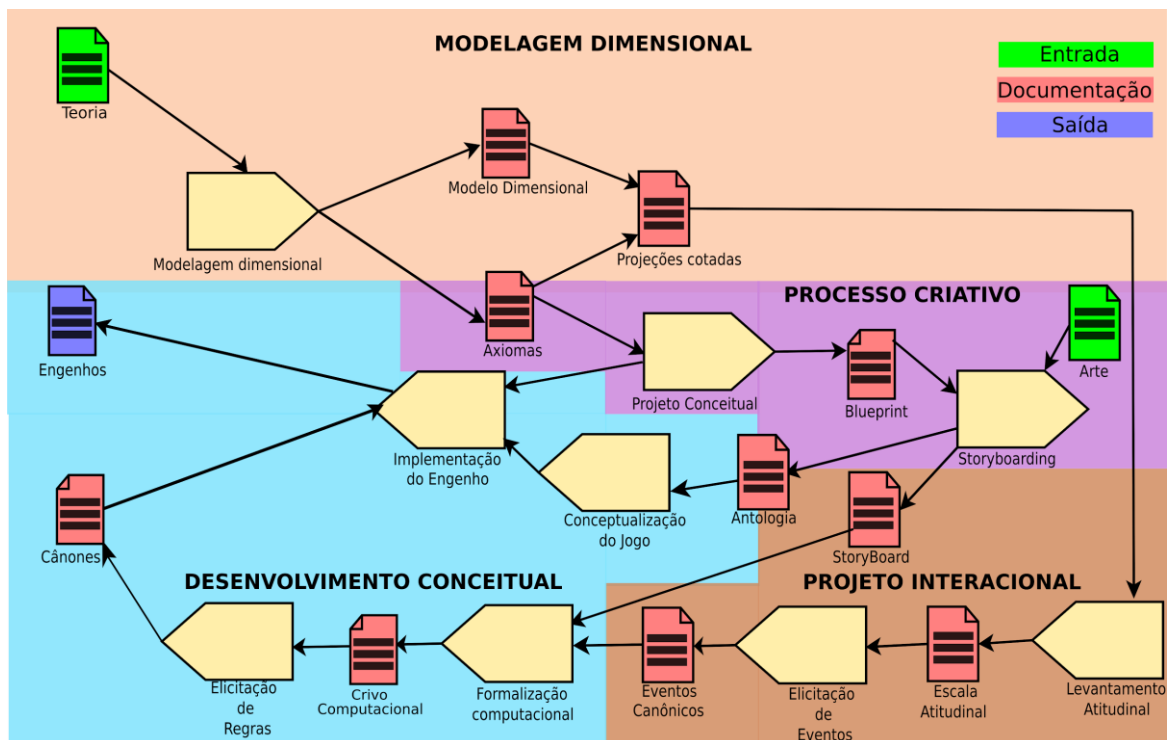 MODELAGEM DIMENSIONAL
Entrada
Documentação
Saída
Teoria
Modelo Dimensional
Modelagem dimensional
Projeções cotadas
PROCESSO CRIATIVO
Engenhos
Axiomas
Projeto Conceitual
Blueprint
Arte
Implementação
do Engenho
Storyboarding
Conceptualização
do Jogo
Antologia
StoryBoard
Cânones
DESENVOLVIMENTO CONCEITUAL
PROJETO INTERACIONAL
Elicitação
de
Regras
Crivo
Computacional
Formalização
computacional
Eventos
Canônicos
Elicitação
de
Eventos
Escala
Atitudinal
Levantamento
Atitudinal